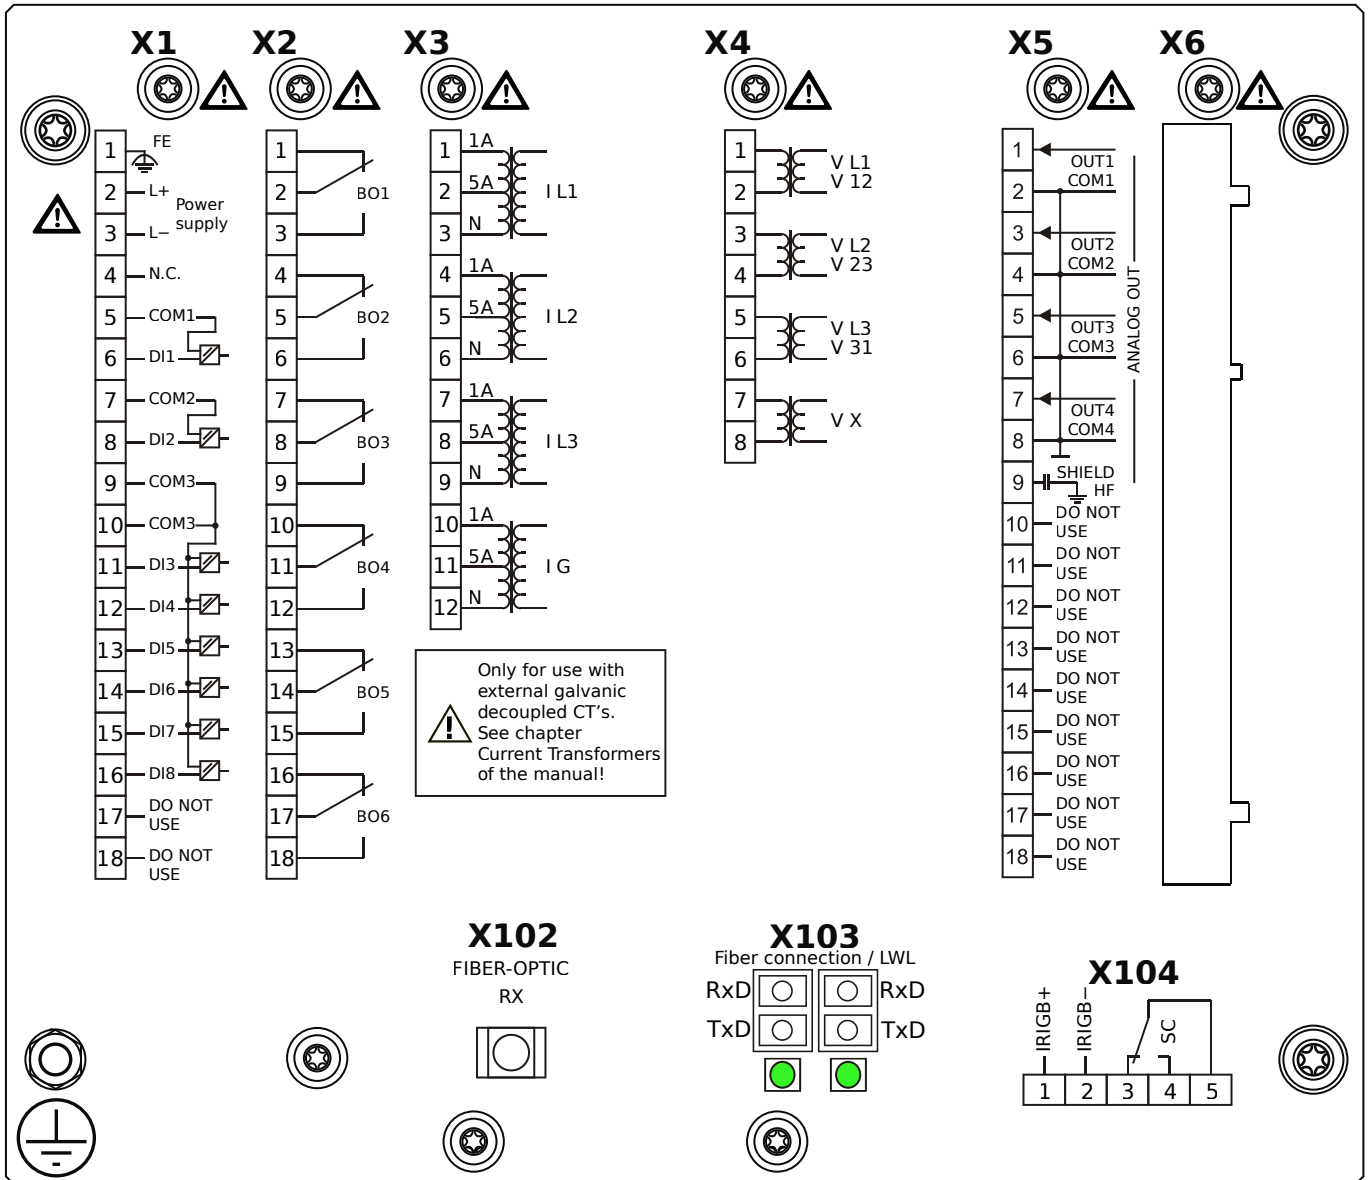 X1
X2
X3
X4
X5
X6
1 FE
2 L+
Power
supply
3 L−
4 N.C.
5 COM1
6 DI1
7 COM2
8 DI2
9 COM3
10 COM3
11 DI3
12 DI4
13 DI5
14 DI6
15 DI7
16 DI8
17 DO NOT
USE
18 DO NOT
USE
1
2 BO1
3
4
5 BO2
6
7
8 BO3
9
10
11 BO4
12
13
14 BO5
15
16
17 BO6
18
1 1A
2 5A I L1
3 N
4 1A
5 5A I L2
6 N
7 1A
8 5A I L3
9 N
10 1A
11 5A I G
12 N
Only for use with
external galvanic
decoupled CT's.
See chapter
Current Transformers
of the manual!
1 V L1
2 V 12
3 V L2
4 V 23
5 V L3
6 V 31
7 V X
8
1 OUT1
2 COM1
3 OUT2
4 COM2
5 OUT3
6 COM3
7 OUT4
8 COM4
ANALOG OUT
9 SHIELD
HF
10 DO NOT
USE
11 DO NOT
USE
12 DO NOT
USE
13 DO NOT
USE
14 DO NOT
USE
15 DO NOT
USE
16 DO NOT
USE
17 DO NOT
USE
18 DO NOT
USE
X102
FIBER-OPTIC
RX
X103
Fiber connection / LWL
RxD RxD
TxD TxD
X104
IRIGB+
IRIGB−
SC
1 2 3 4 5